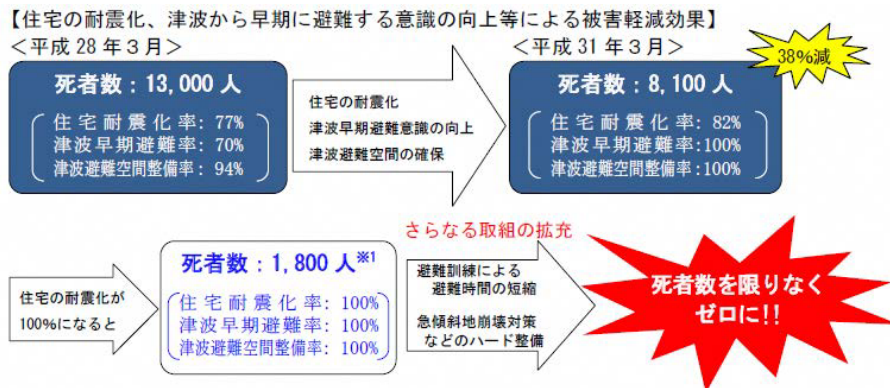 【住宅の耐震化、津波から早期に避難する意識の向上等による被害軽減効果】
＜平成28年３月＞
死者数：13,000人
住宅耐震化率：77%
津波早期避難率：70%
津波避難空間整備率：94%
住宅の耐震化
津波早期避難意識の向上
津波避難空間の確保
＜平成31年３月＞
38%減
死者数：8,100人
住宅耐震化率：82%
津波早期避難率：100%
津波避難空間整備率：100%
住宅の耐震化が
100%になると
死者数：1,800人※1
住宅耐震化率：100%
津波早期避難率：100%
津波避難空間整備率：100%
さらなる取組の拡充
避難訓練による
避難時間の短縮
急傾斜地崩壊対策
などのハード整備
死者数を限りなく
ゼロに!!